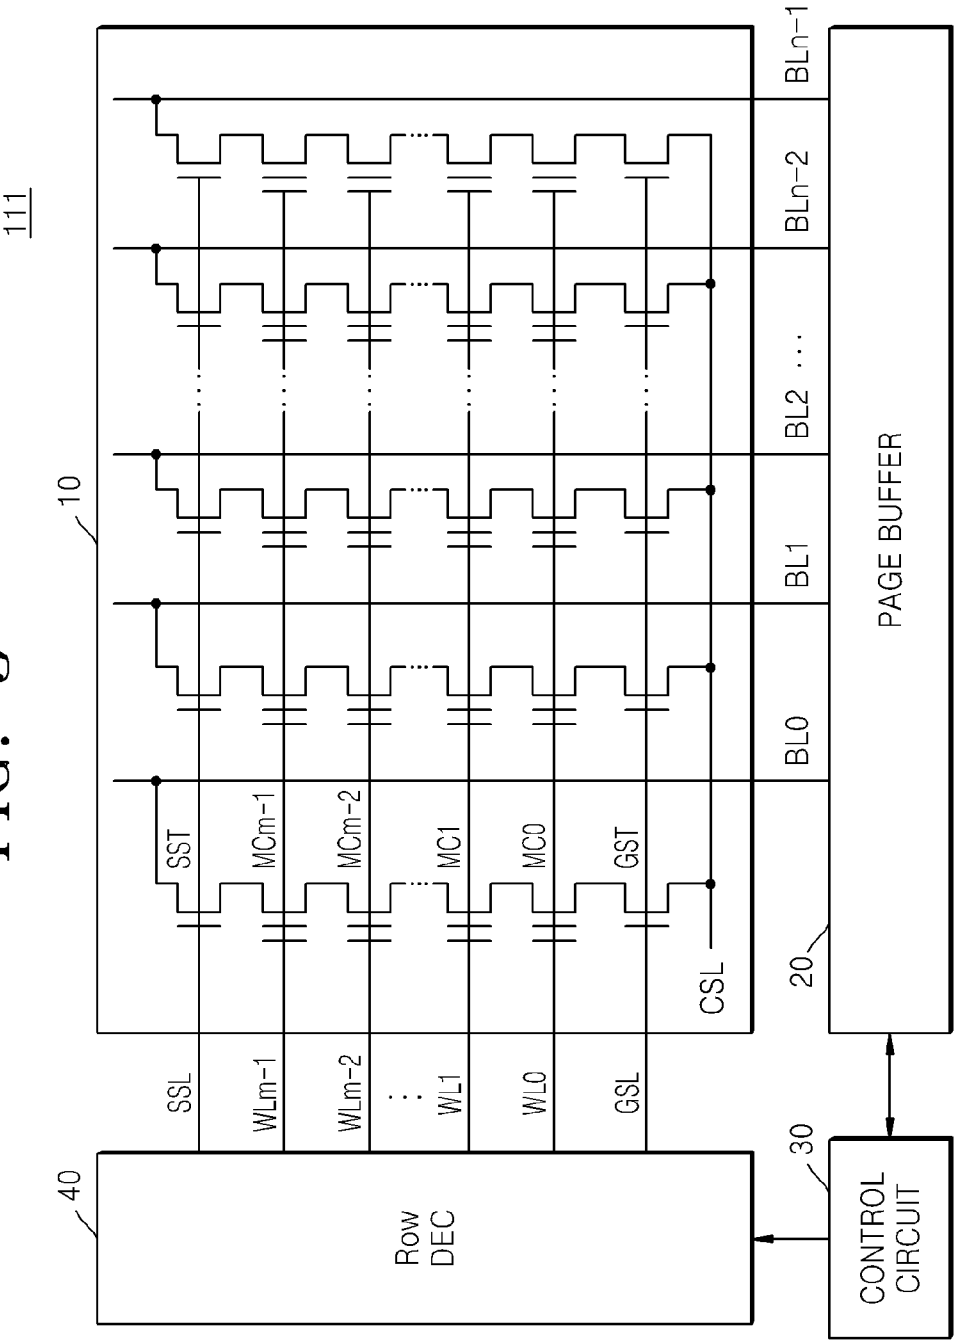 FIG.
111
40
10
Row
DEC
SSL
SST
WLm-1
MCm-1
WLm-2
MCm-2
...
WL1
MC1
WL0
MC0
GSL
GST
CSL
BL0
BL1
BL2 ...
BLn-2
BLn-1
30
20
CONTROL
CIRCUIT
PAGE BUFFER